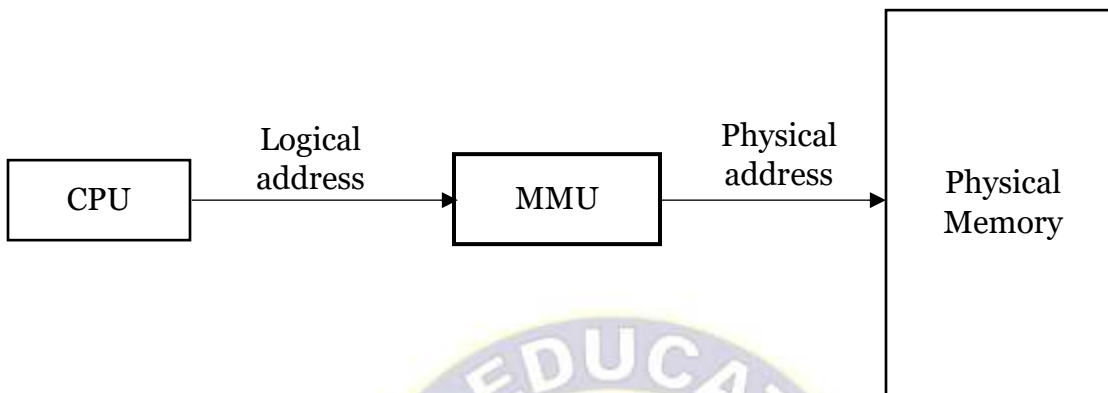 Logical
address
Physical
address
CPU
MMU
Physical
Memory
EDUCA